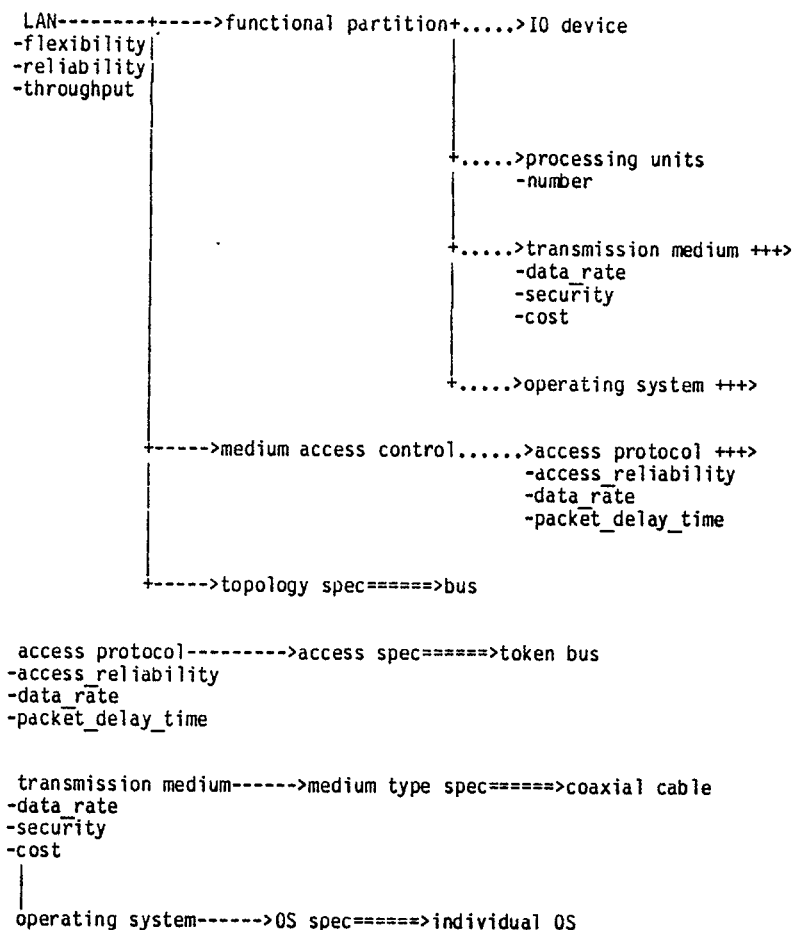 LAN--------+----->functional partition+.....>IO device
-flexibility
-reliability
-throughput
+.....>processing units
-number
+.....>transmission medium +++>
-data_rate
-security
-cost
+.....>operating system +++>
+----->medium access control......>access protocol +++>
-access_reliability
-data_rate
-packet_delay_time
+----->topology spec======>bus
access protocol--------->access spec======>token bus
-access_reliability
-data_rate
-packet_delay_time
transmission medium------>medium type spec======>coaxial cable
-data_rate
-security
-cost
operating system------>OS spec======>individual OS